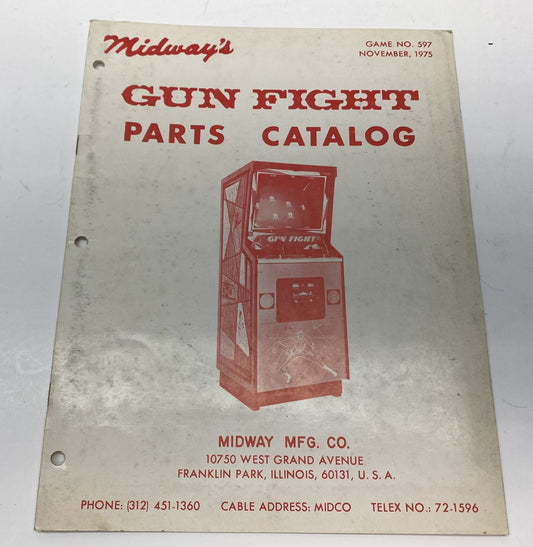 Midway's
GAME NO. 597
NOVEMBER, 1975
GUN FIGHT
PARTS CATALOG
GUN FIGHT
MIDWAY MFG. CO.
10750 WEST GRAND AVENUE
FRANKLIN PARK, ILLINOIS, 60131, U. S. A.
PHONE: (312) 451-1360 CABLE ADDRESS: MIDCO TELEX NO.: 72-1596